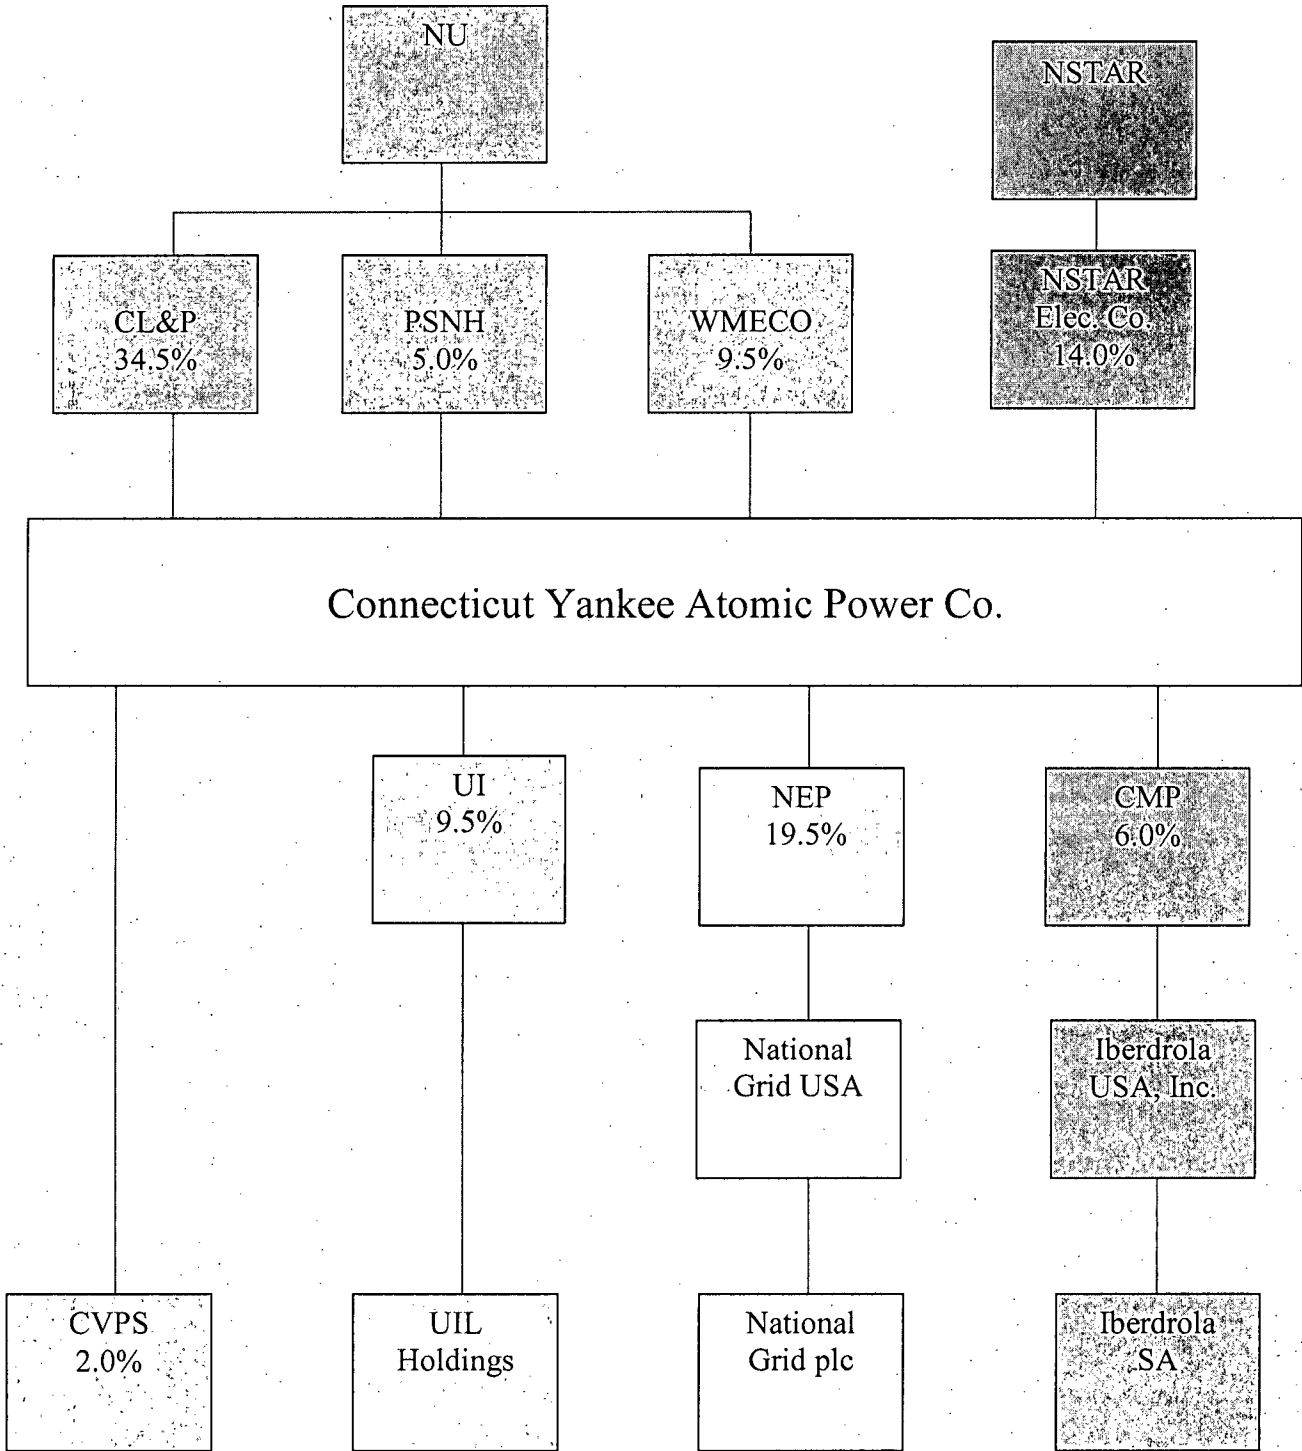 NU
NSTAR
CL&P
34.5%
PSNH
5.0%
WMECO
9.5%
NSTAR
Elec. Co.
14.0%
Connecticut Yankee Atomic Power Co.
UI
9.5%
NEP
19.5%
CMP
6.0%
National
Grid USA
Iberdrola
USA, Inc.
CVPS
2.0%
UIL
Holdings
National
Grid plc
Iberdrola
SA